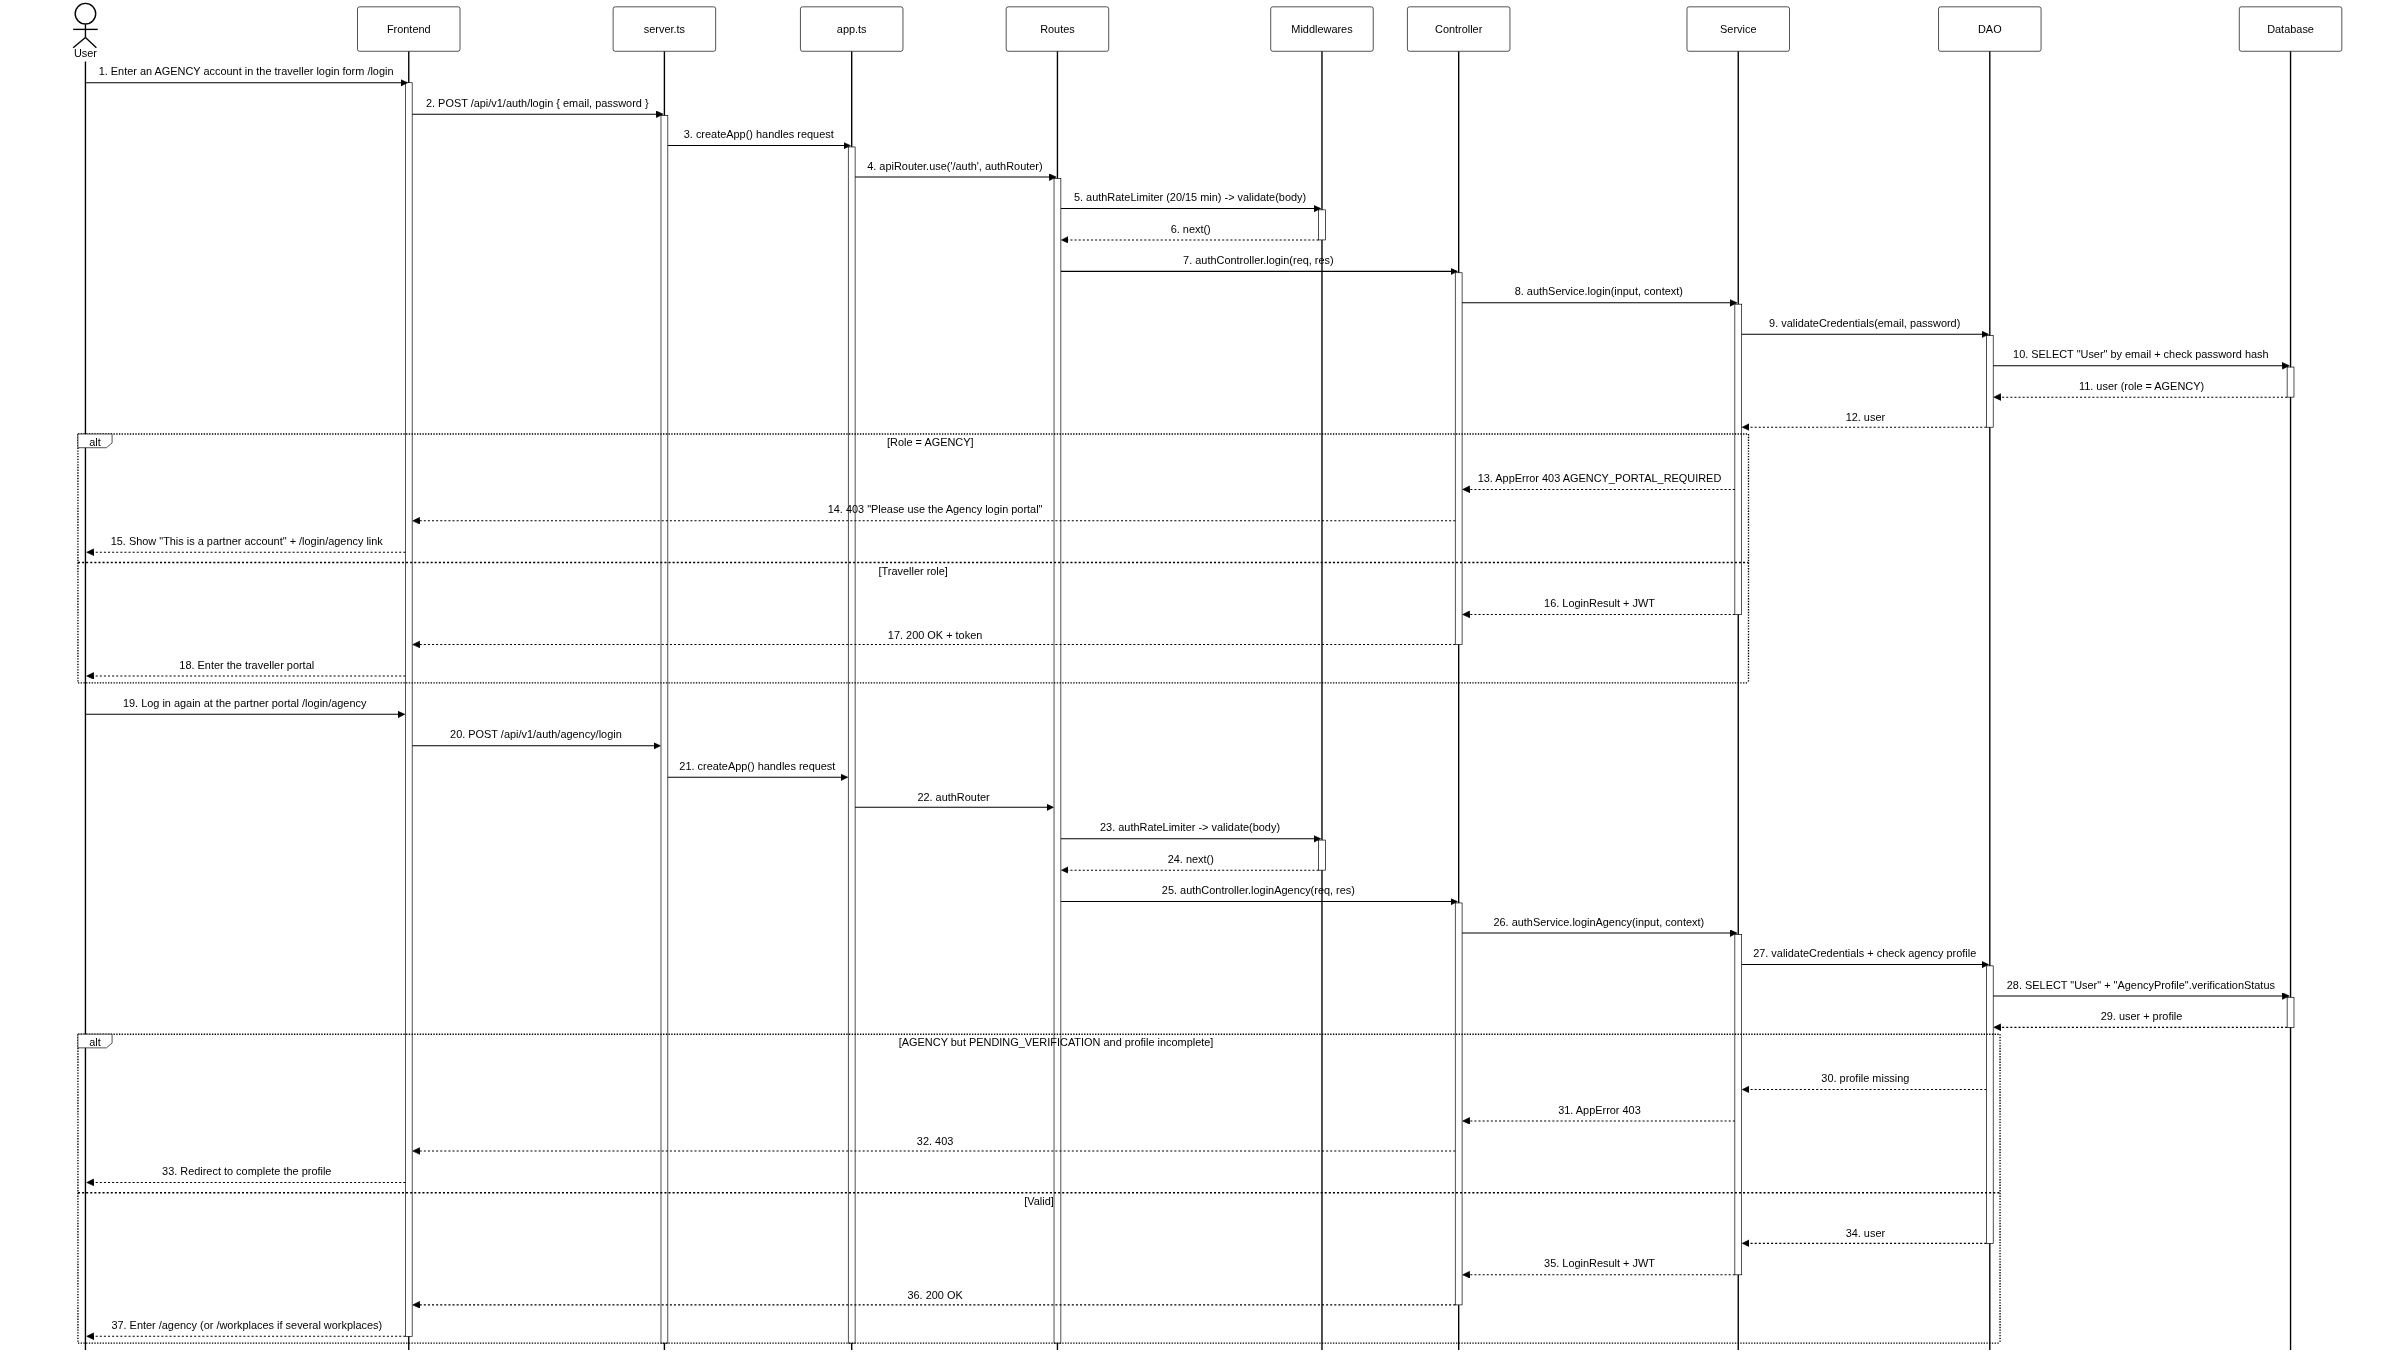 User
Frontend
server.ts
app.ts
Routes
Middlewares
Controller
Service
DAO
Database
1. Enter an AGENCY account in the traveller login form /login
2. POST /api/v1/auth/login { email, password }
3. createApp() handles request
4. apiRouter.use('/auth', authRouter)
5. authRateLimiter (20/15 min) -> validate(body)
6. next()
7. authController.login(req, res)
8. authService.login(input, context)
9. validateCredentials(email, password)
10. SELECT "User" by email + check password hash
11. user (role = AGENCY)
12. user
alt
[Role = AGENCY]
13. AppError 403 AGENCY_PORTAL_REQUIRED
14. 403 "Please use the Agency login portal"
15. Show "This is a partner account" + /login/agency link
[Traveller role]
16. LoginResult + JWT
17. 200 OK + token
18. Enter the traveller portal
19. Log in again at the partner portal /login/agency
20. POST /api/v1/auth/agency/login
21. createApp() handles request
22. authRouter
23. authRateLimiter -> validate(body)
24. next()
25. authController.loginAgency(req, res)
26. authService.loginAgency(input, context)
27. validateCredentials + check agency profile
28. SELECT "User" + "AgencyProfile".verificationStatus
29. user + profile
alt
[AGENCY but PENDING_VERIFICATION and profile incomplete]
30. profile missing
31. AppError 403
32. 403
33. Redirect to complete the profile
[Valid]
34. user
35. LoginResult + JWT
36. 200 OK
37. Enter /agency (or /workplaces if several workplaces)